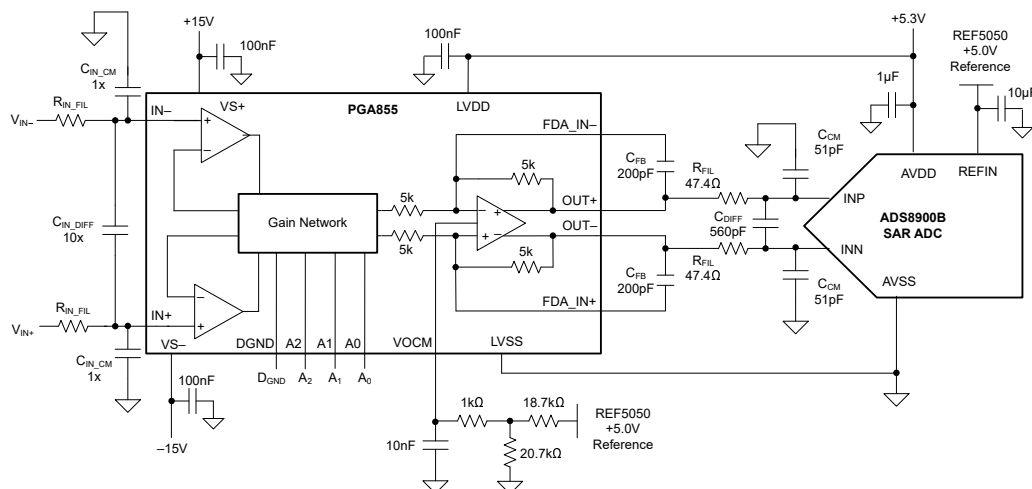 +15V
100nF
C_IN_CM
1x
R_IN_FIL
V_IN–
IN–
VS+
PGA855
100nF
LVDD
+5.3V
REF5050
+5.0V
Reference
1µF
10µF
FDA_IN–
C_IN_DIFF
10x
Gain Network
5k
5k
5k
5k
OUT+
OUT–
C_FB
200pF
C_FB
200pF
R_FIL
47.4Ω
R_FIL
47.4Ω
C_CM
51pF
C_DIFF
560pF
C_CM
51pF
AVDD
REFIN
INP
ADS8900B
SAR ADC
INN
AVSS
FDA_IN+
R_IN_FIL
V_IN+
IN+
C_IN_CM
1x
VS–
DGND
A2
A1
A0
VOCM
LVSS
100nF
–15V
D_GND
A_2
A_1
A_0
1kΩ
18.7kΩ
REF5050
+5.0V
Reference
10nF
20.7kΩ
+
–
–
+
–
+
+
–